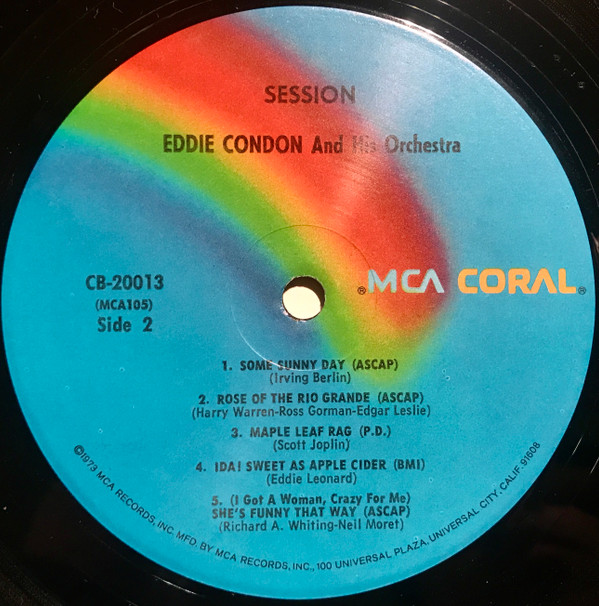 SESSION
EDDIE CONDON And His Orchestra
® MCA CORAL ®
CB-20013
(MCA105)
Side 2
1. SOME SUNNY DAY (ASCAP)
(Irving Berlin)
2. ROSE OF THE RIO GRANDE (ASCAP)
(Harry Warren-Ross Gorman-Edgar Leslie)
3. MAPLE LEAF RAG (P.D.)
(Scott Joplin)
4. IDA! SWEET AS APPLE CIDER (BMI)
(Eddie Leonard)
5. (I Got A Woman, Crazy For Me)
SHE'S FUNNY THAT WAY (ASCAP)
(Richard A. Whiting-Neil Moret)
©1973 MCA RECORDS, INC. MFD. BY MCA RECORDS, INC., 100 UNIVERSAL PLAZA, UNIVERSAL CITY, CALIF. 91608